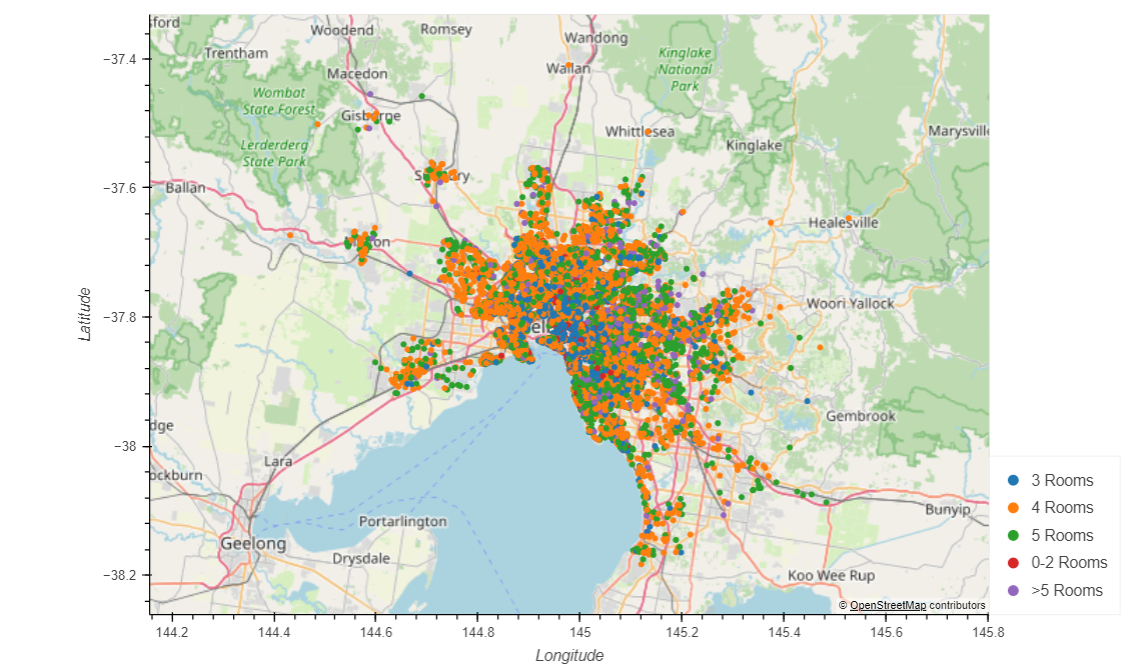 Woodend
Romsey
Wandong
Trentham
Wallan
Macedon
Kinglake
National
Park
Wombat
State Forest
Gisborne
Whittlesea
Marysville
Kinglake
Lerderderg
State Park
Ballan
Healesville
Woori Yallock
Gembrook
Lara
Bunyip
Portarlington
Geelong
Drysdale
Koo Wee Rup
© OpenStreetMap contributors
−37.4
−37.6
−37.8
−38
−38.2
Latitude
144.2
144.4
144.6
144.8
145
145.2
145.4
145.6
145.8
Longitude
3 Rooms
4 Rooms
5 Rooms
0-2 Rooms
>5 Rooms